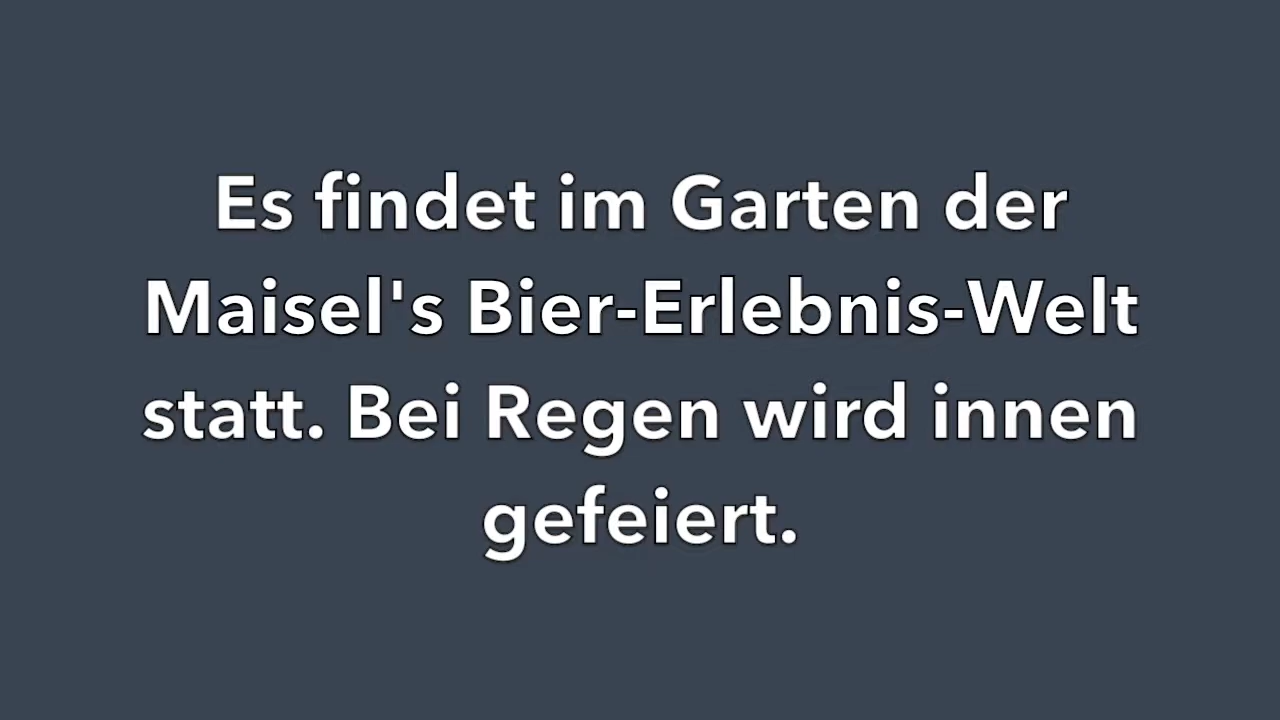 Es findet im Garten der
Maisel's Bier-Erlebnis-Welt
statt. Bei Regen wird innen
gefeiert.